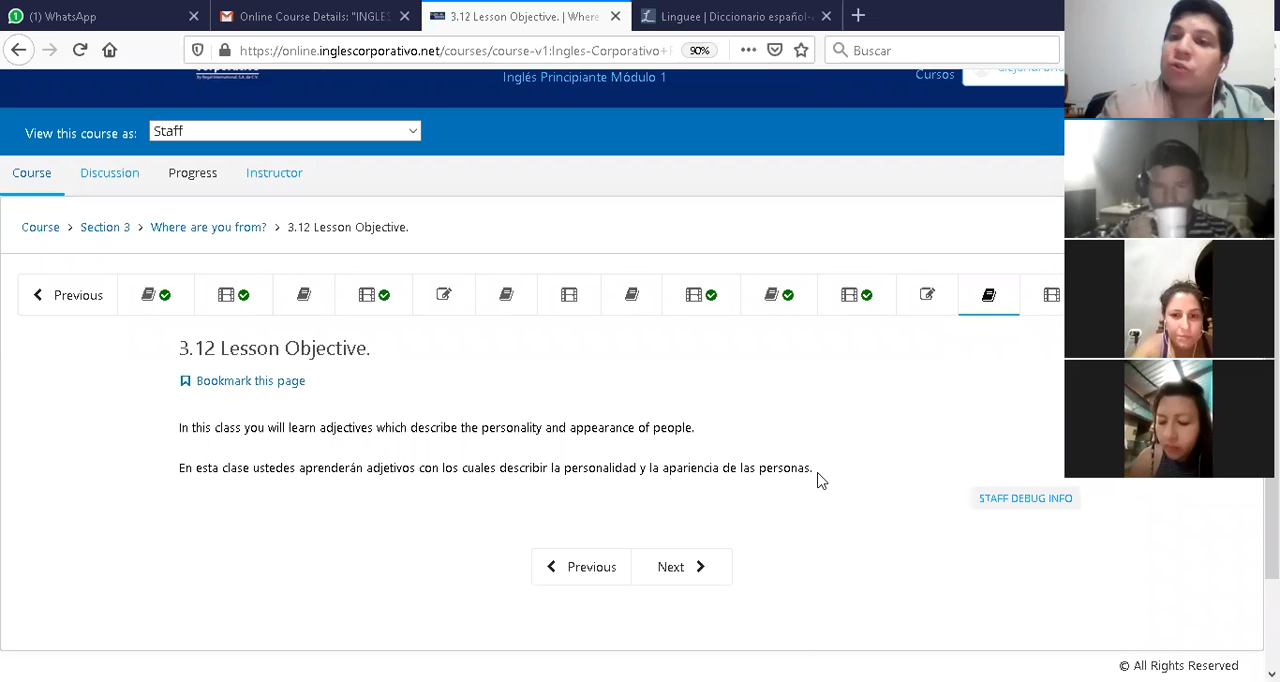 (1) WhatsApp
Online Course Details: "INGLES
3.12 Lesson Objective. | Where
Linguee | Diccionario español-
https://online.inglescorporativo.net/courses/course-v1:Ingles-Corporativo+
90%
Buscar
Inglés Principiante Módulo 1
Cursos
View this course as:
Staff
Course
Discussion
Progress
Instructor
Course > Section 3 > Where are you from? > 3.12 Lesson Objective.
Previous
3.12 Lesson Objective.
Bookmark this page
In this class you will learn adjectives which describe the personality and appearance of people.
En esta clase ustedes aprenderán adjetivos con los cuales describir la personalidad y la apariencia de las personas.
STAFF DEBUG INFO
Previous
Next
© All Rights Reserved